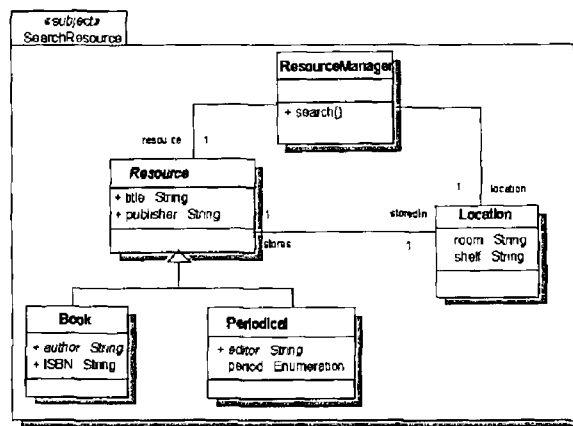 «subject»
SearchResource
ResourceManager
+ search()
resource 1
1 location
Resource
+ title String
+ publisher String
1
stores
storedIn
1
Location
room String
shelf String
Book
+ author String
+ ISBN String
Periodical
+ editor String
period Enumeration